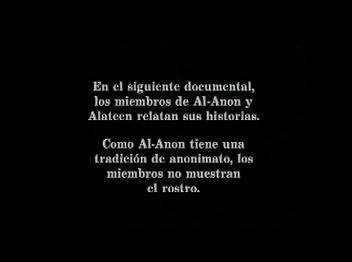 En el siguiente documental,
los miembros de Al-Anon y
Alateen relatan sus historias.
Como Al-Anon tiene una
tradición de anonimato, los
miembros no muestran
el rostro.